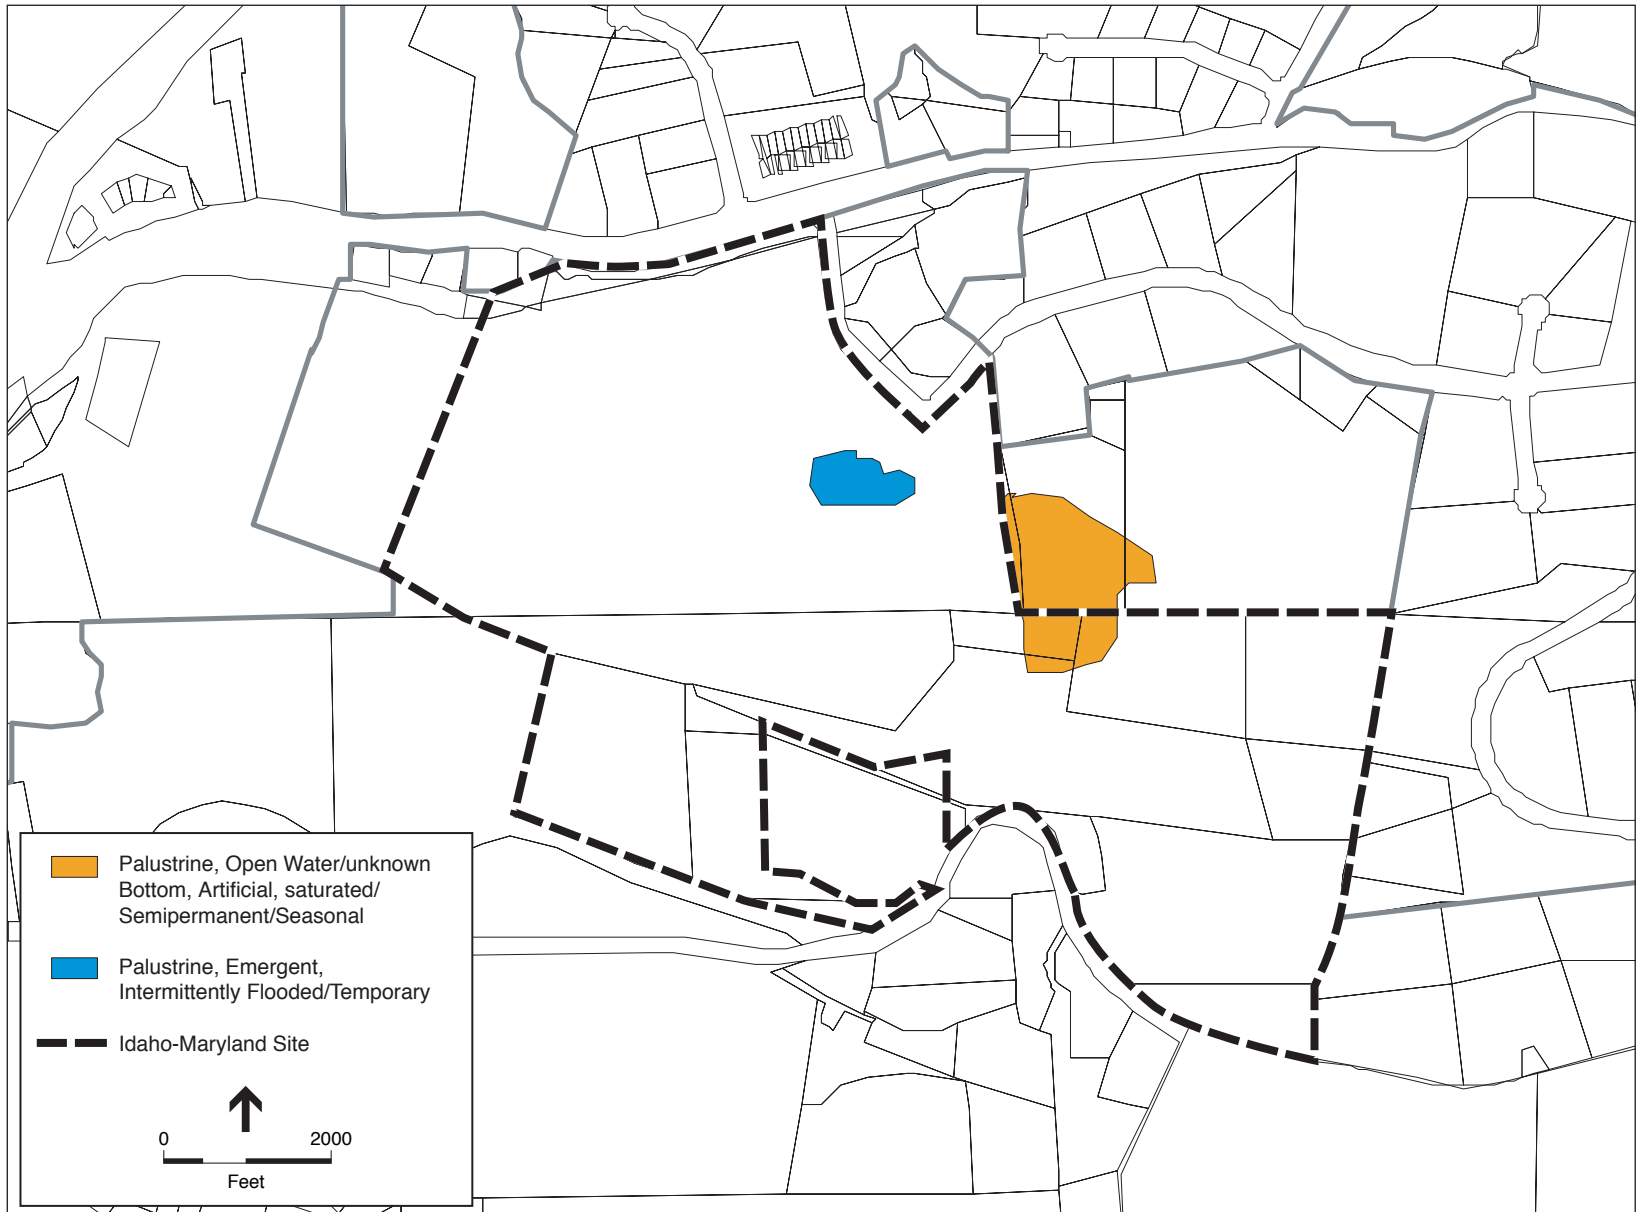 Palustrine, Open Water/unknown
Bottom, Artificial, saturated/
Semipermanent/Seasonal
Palustrine, Emergent,
Intermittently Flooded/Temporary
Idaho-Maryland Site
0 2000
Feet